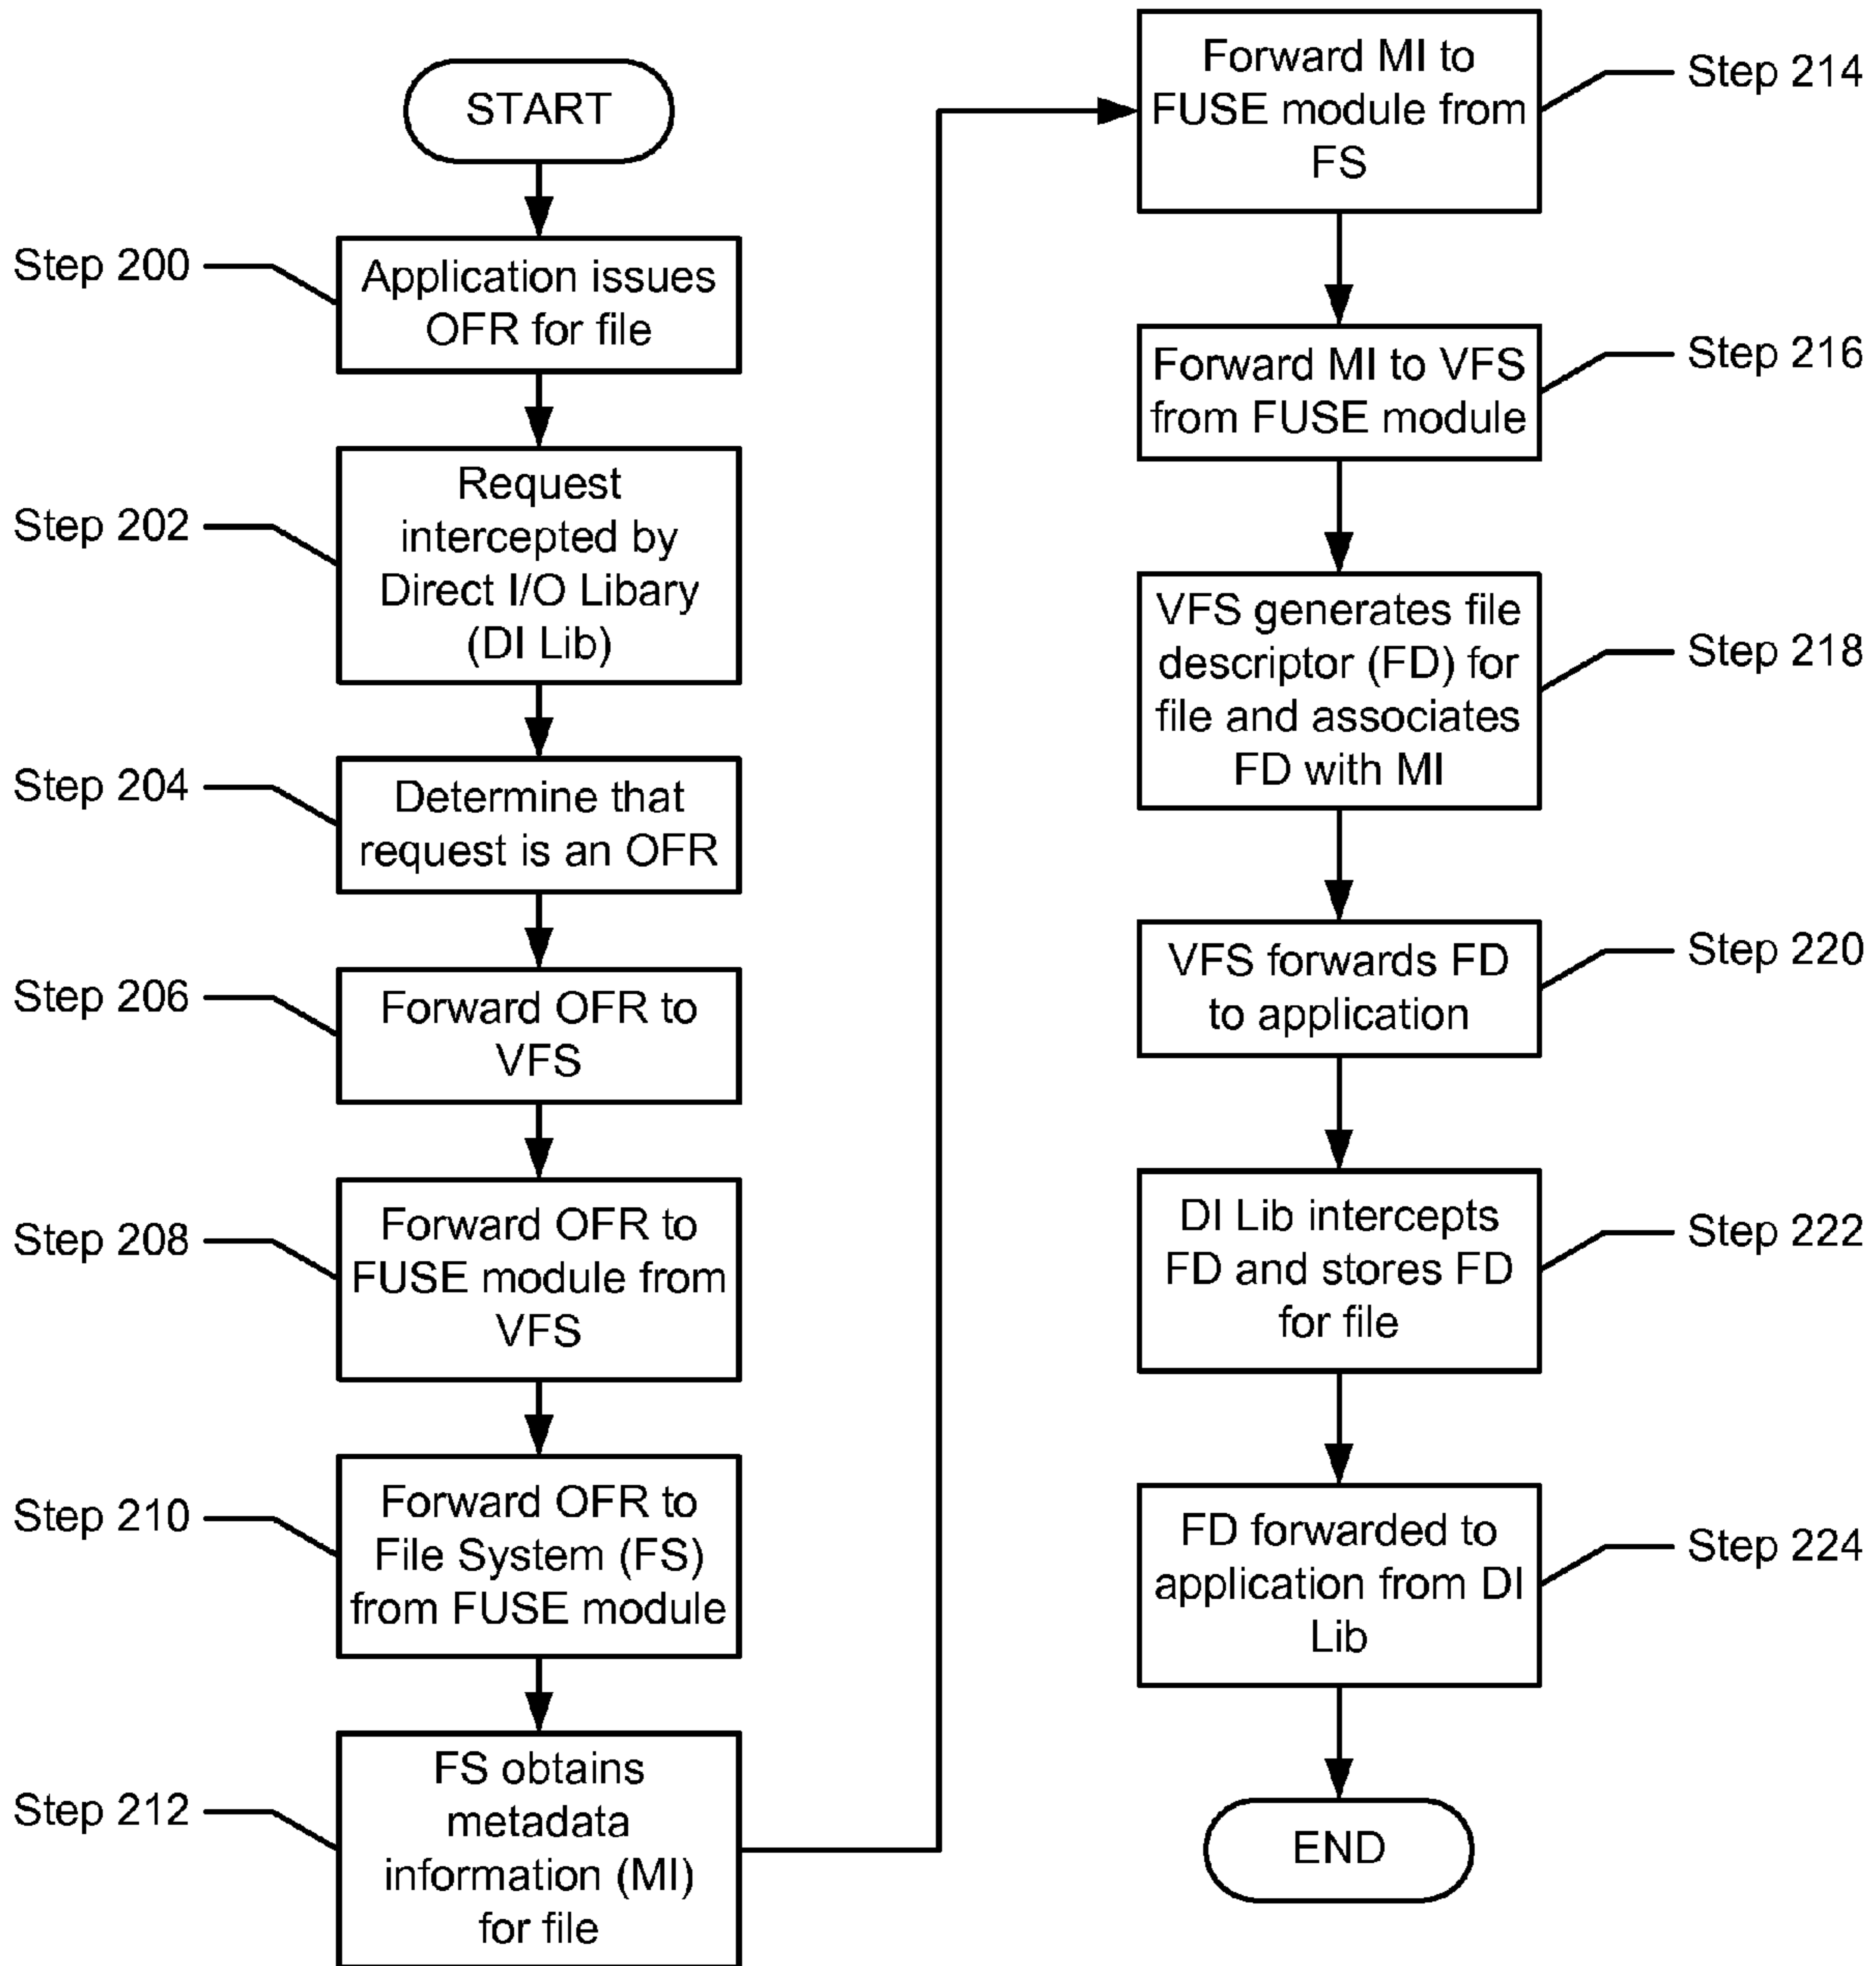 START
Step 200
Application issues
OFR for file
Step 202
Request
intercepted by
Direct I/O Libary
(DI Lib)
Step 204
Determine that
request is an OFR
Step 206
Forward OFR to
VFS
Step 208
Forward OFR to
FUSE module from
VFS
Step 210
Forward OFR to
File System (FS)
from FUSE module
Step 212
FS obtains
metadata
information (MI)
for file
Forward MI to
FUSE module from
FS
Step 214
Forward MI to VFS
from FUSE module
Step 216
VFS generates file
descriptor (FD) for
file and associates
FD with MI
Step 218
VFS forwards FD
to application
Step 220
DI Lib intercepts
FD and stores FD
for file
Step 222
FD forwarded to
application from DI
Lib
Step 224
END